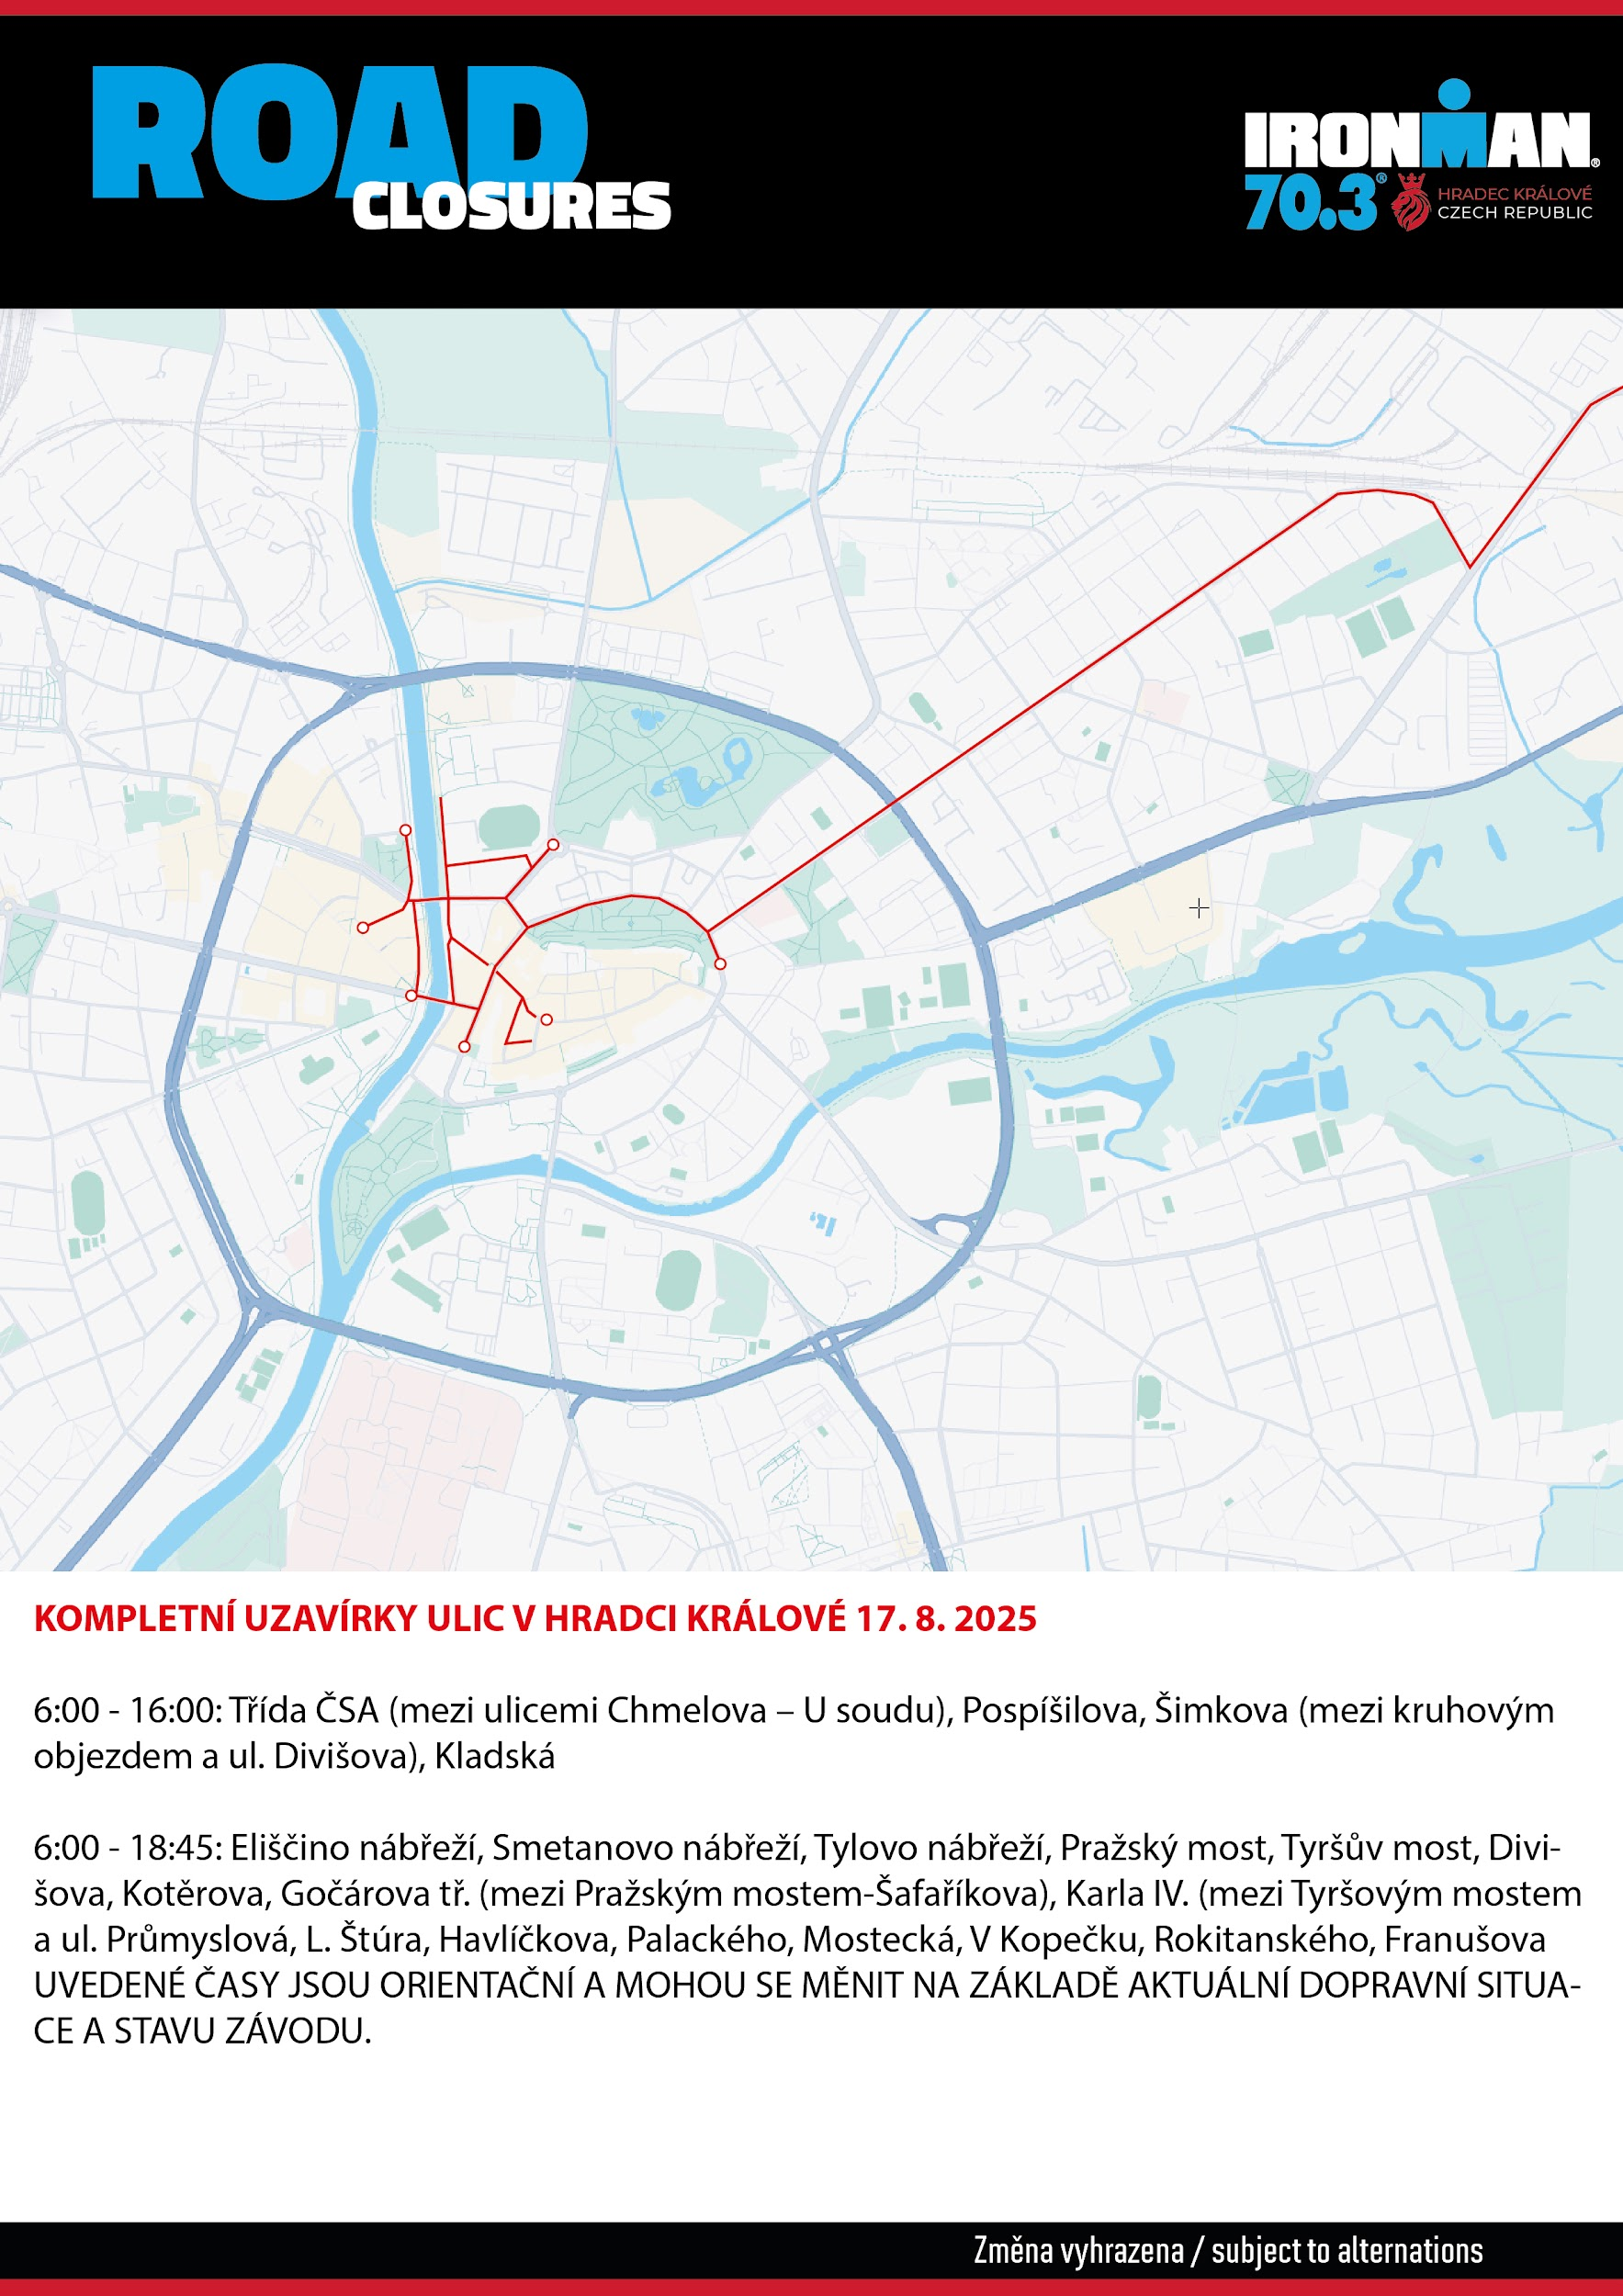 ROAD
CLOSURES
IRONMAN®
70.3® HRADEC KRÁLOVÉ
CZECH REPUBLIC
KOMPLETNÍ UZAVÍRKY ULIC V HRADCI KRÁLOVÉ 17. 8. 2025
6:00 - 16:00: Třída ČSA (mezi ulicemi Chmelova – U soudu), Pospíšilova, Šimkova (mezi kruhovým
objezdem a ul. Divišova), Kladská
6:00 - 18:45: Eliščino nábřeží, Smetanovo nábřeží, Tylovo nábřeží, Pražský most, Tyršův most, Divi-
šova, Kotěrova, Gočárova tř. (mezi Pražským mostem-Šafaříkova), Karla IV. (mezi Tyršovým mostem
a ul. Průmyslová, L. Štúra, Havlíčkova, Palackého, Mostecká, V Kopečku, Rokitanského, Franušova
UVEDENÉ ČASY JSOU ORIENTAČNÍ A MOHOU SE MĚNIT NA ZÁKLADĚ AKTUÁLNÍ DOPRAVNÍ SITUA-
CE A STAVU ZÁVODU.
Změna vyhrazena / subject to alternations